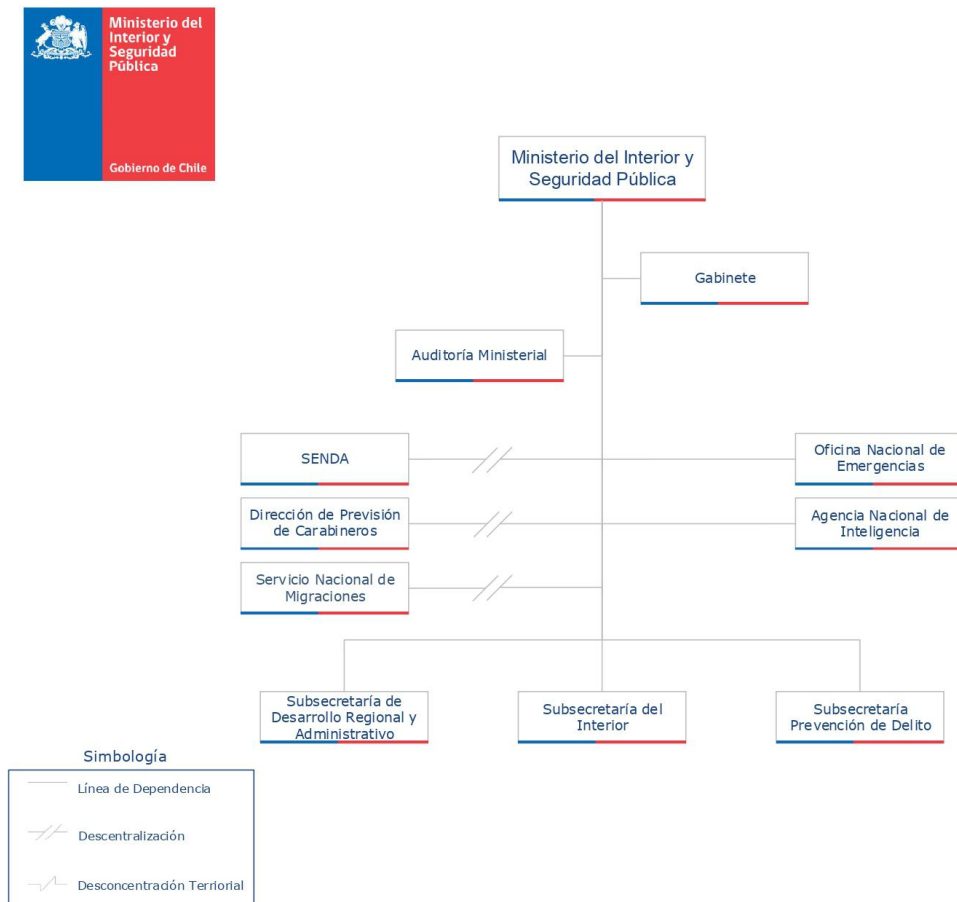 Ministerio del
Interior y
Seguridad
Pública
Gobierno de Chile
Ministerio del Interior y
Seguridad Pública
Gabinete
Auditoría Ministerial
SENDA
Oficina Nacional de
Emergencias
Dirección de Previsión
de Carabineros
Agencia Nacional de
Inteligencia
Servicio Nacional de
Migraciones
Subsecretaría de
Desarrollo Regional y
Administrativo
Subsecretaría del
Interior
Subsecretaría
Prevención de Delito
Simbología
Línea de Dependencia
Descentralización
Desconcentración Terriorial